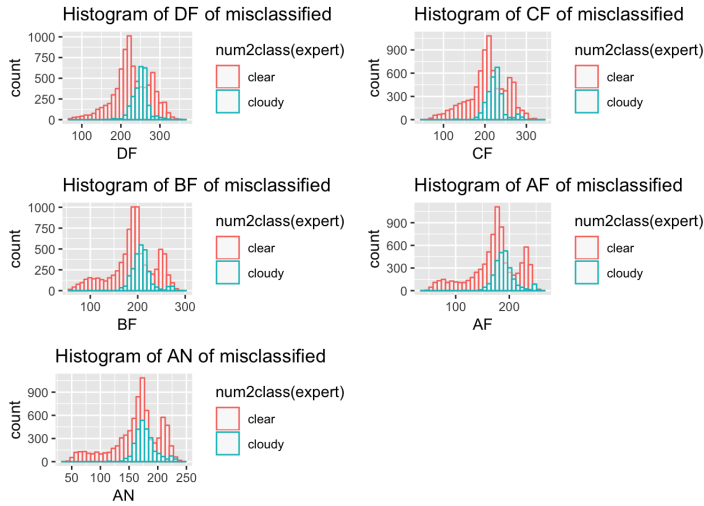 Histogram of DF of misclassified
count
1000
750
500
250
0
100 200 300
DF
num2class(expert)
clear
cloudy
Histogram of CF of misclassified
count
900
600
300
0
100 200 300
CF
num2class(expert)
clear
cloudy
Histogram of BF of misclassified
count
1000
750
500
250
0
100 200 300
BF
num2class(expert)
clear
cloudy
Histogram of AF of misclassified
count
900
600
300
0
100 200
AF
num2class(expert)
clear
cloudy
Histogram of AN of misclassified
count
900
600
300
0
50 100 150 200 250
AN
num2class(expert)
clear
cloudy